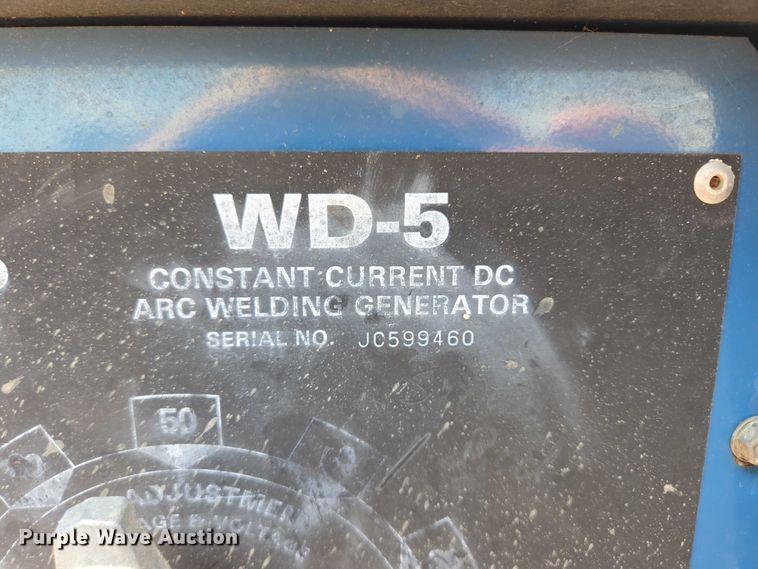 WD-5
CONSTANT CURRENT DC
ARC WELDING GENERATOR
SERIAL NO. JC599460
50
Purple Wave Auction